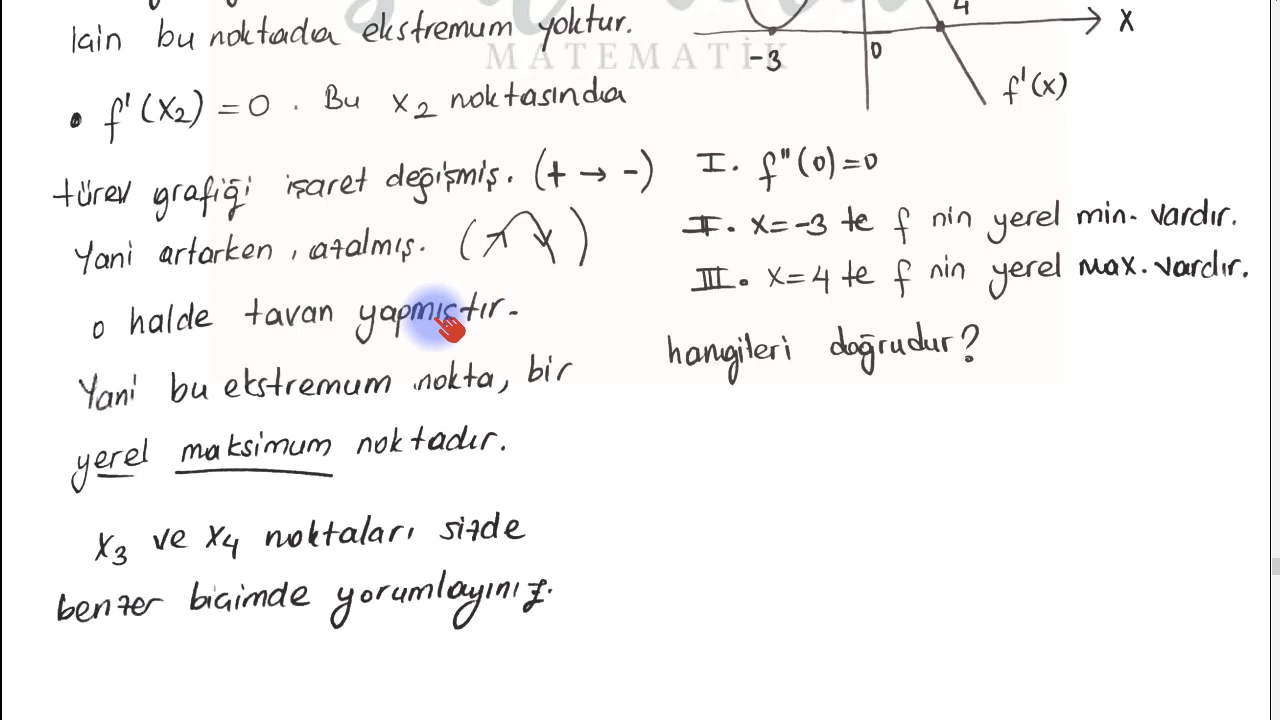 için bu noktada ekstremum yoktur.
MATEMATİK
• f'(x2) = 0 . Bu x2 noktasında
türev grafiği işaret değişmiş. (+ → -)
Yani artarken, azalmış. ( )
o halde tavan yapmıştır.
Yani bu ekstremum nokta, bir
yerel maksimum noktadır.
x3 ve x4 noktaları sizde
benzer biçimde yorumlayınız.
4
x
-3
0
f'(x)
I. f''(0)=0
II. x=-3 te f nin yerel min. vardır.
III. x=4 te f nin yerel max. vardır.
hangileri doğrudur?